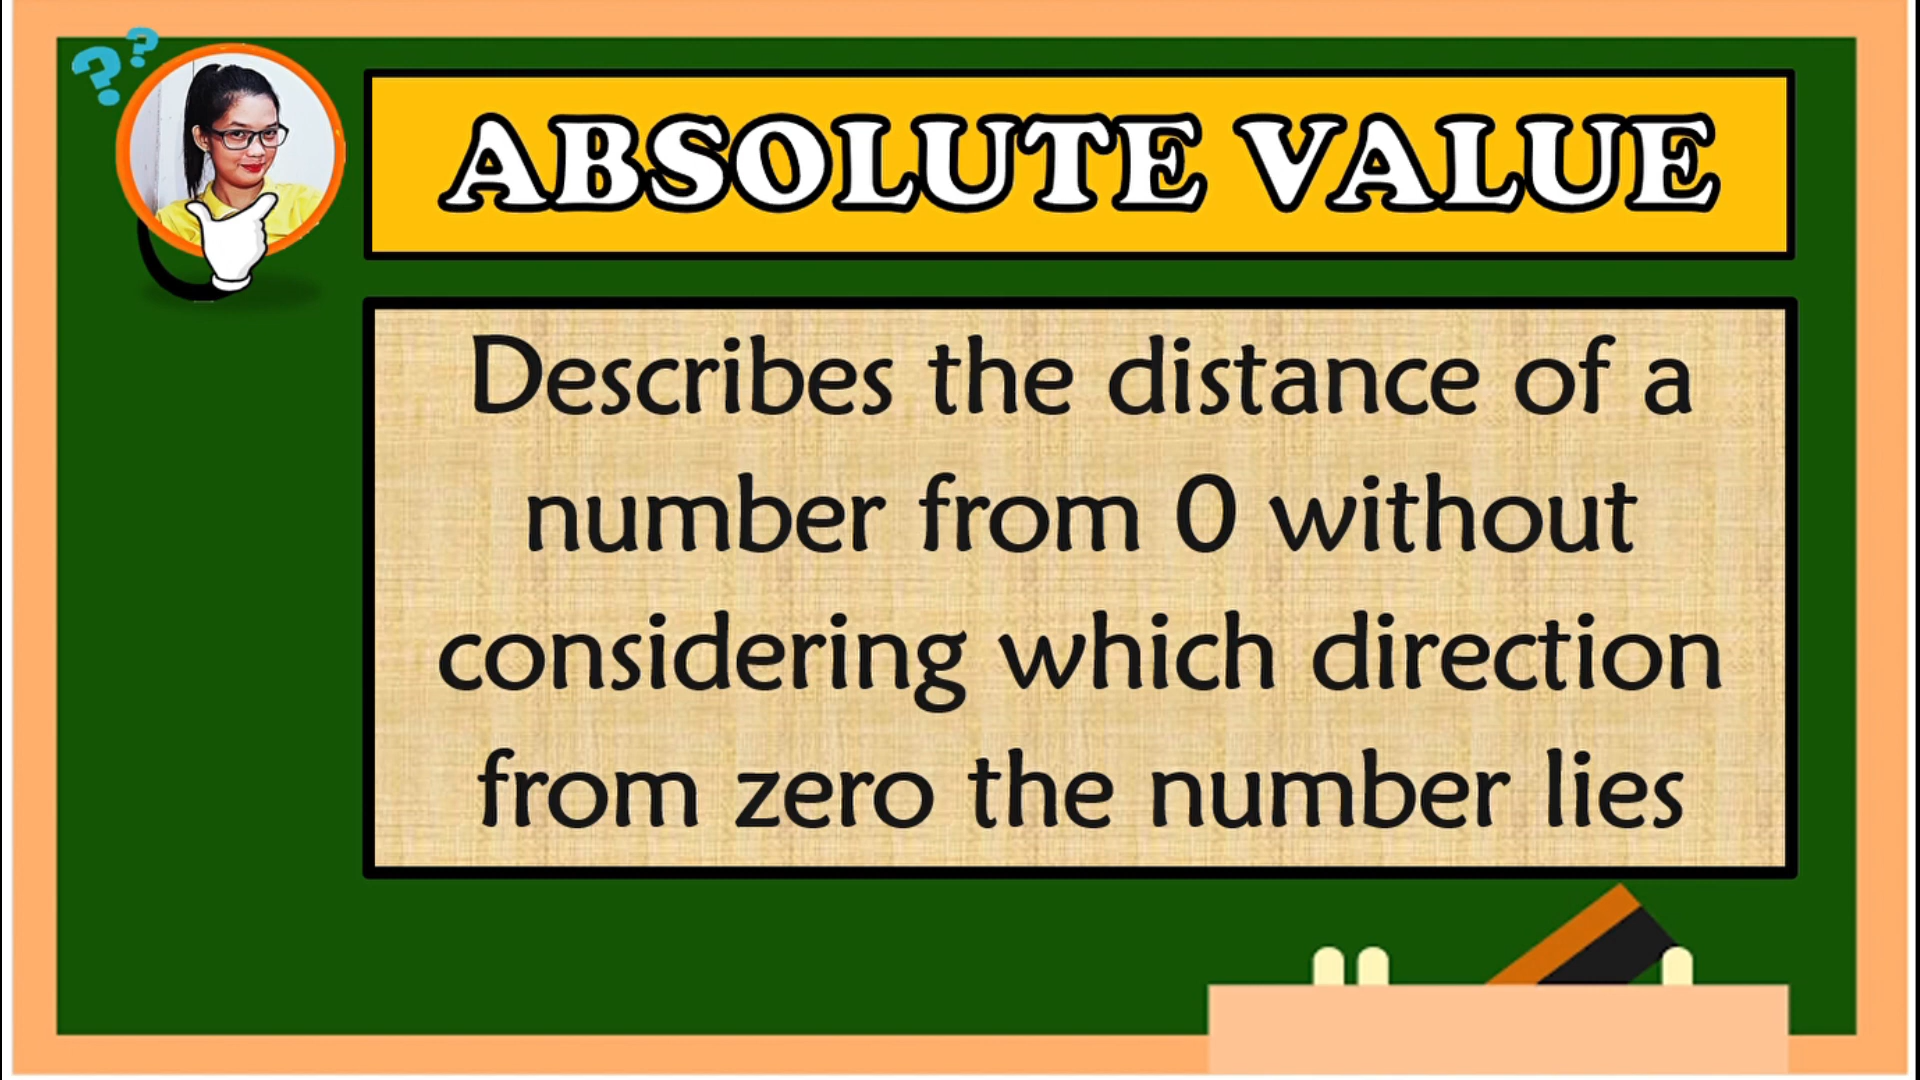 ??
ABSOLUTE VALUE
Describes the distance of a
number from 0 without
considering which direction
from zero the number lies